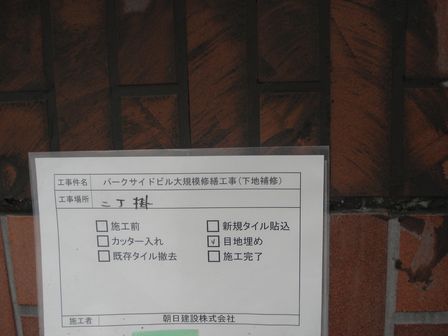 工事件名 パークサイドビル大規模修繕工事(下地補修)
工事場所 二丁掛
施工前 新規タイル貼込
カッター入れ 目地埋め
既存タイル撤去 施工完了
施工者 朝日建設株式会社